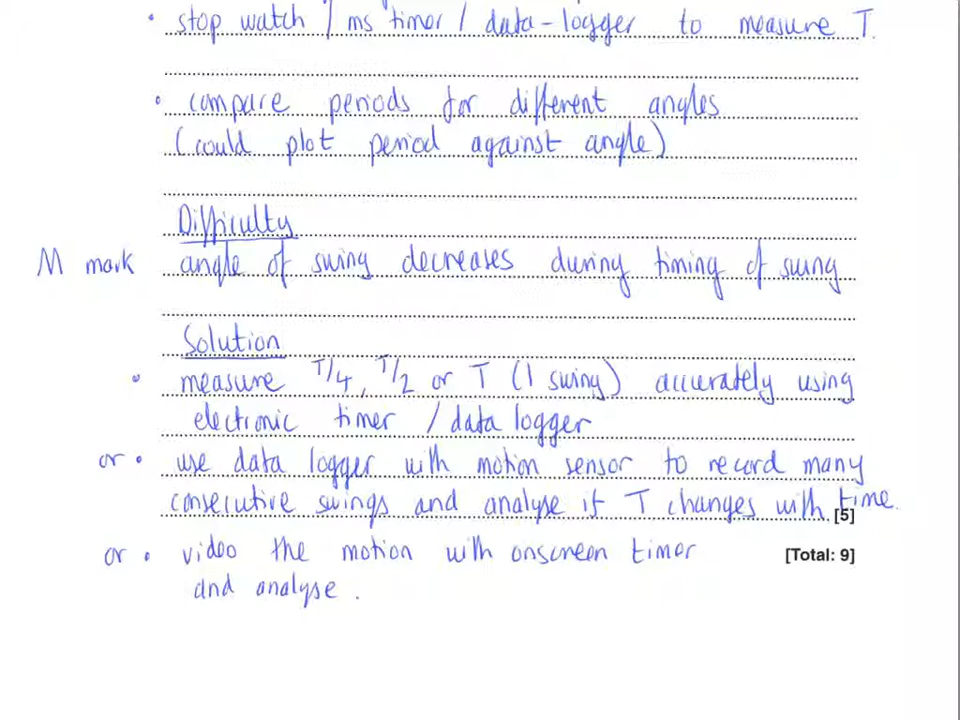 • stop watch / ms timer / data-logger to measure T.
• compare periods for different angles
(could plot period against angle)
Difficulty
M mark angle of swing decreases during timing of swing
Solution
• measure T/4, T/2 or T (1 swing) accurately using
electronic timer / data logger
or • use data logger with motion sensor to record many
consecutive swings and analyse if T changes with time. [5]
or • video the motion with onscreen timer [Total: 9]
and analyse.